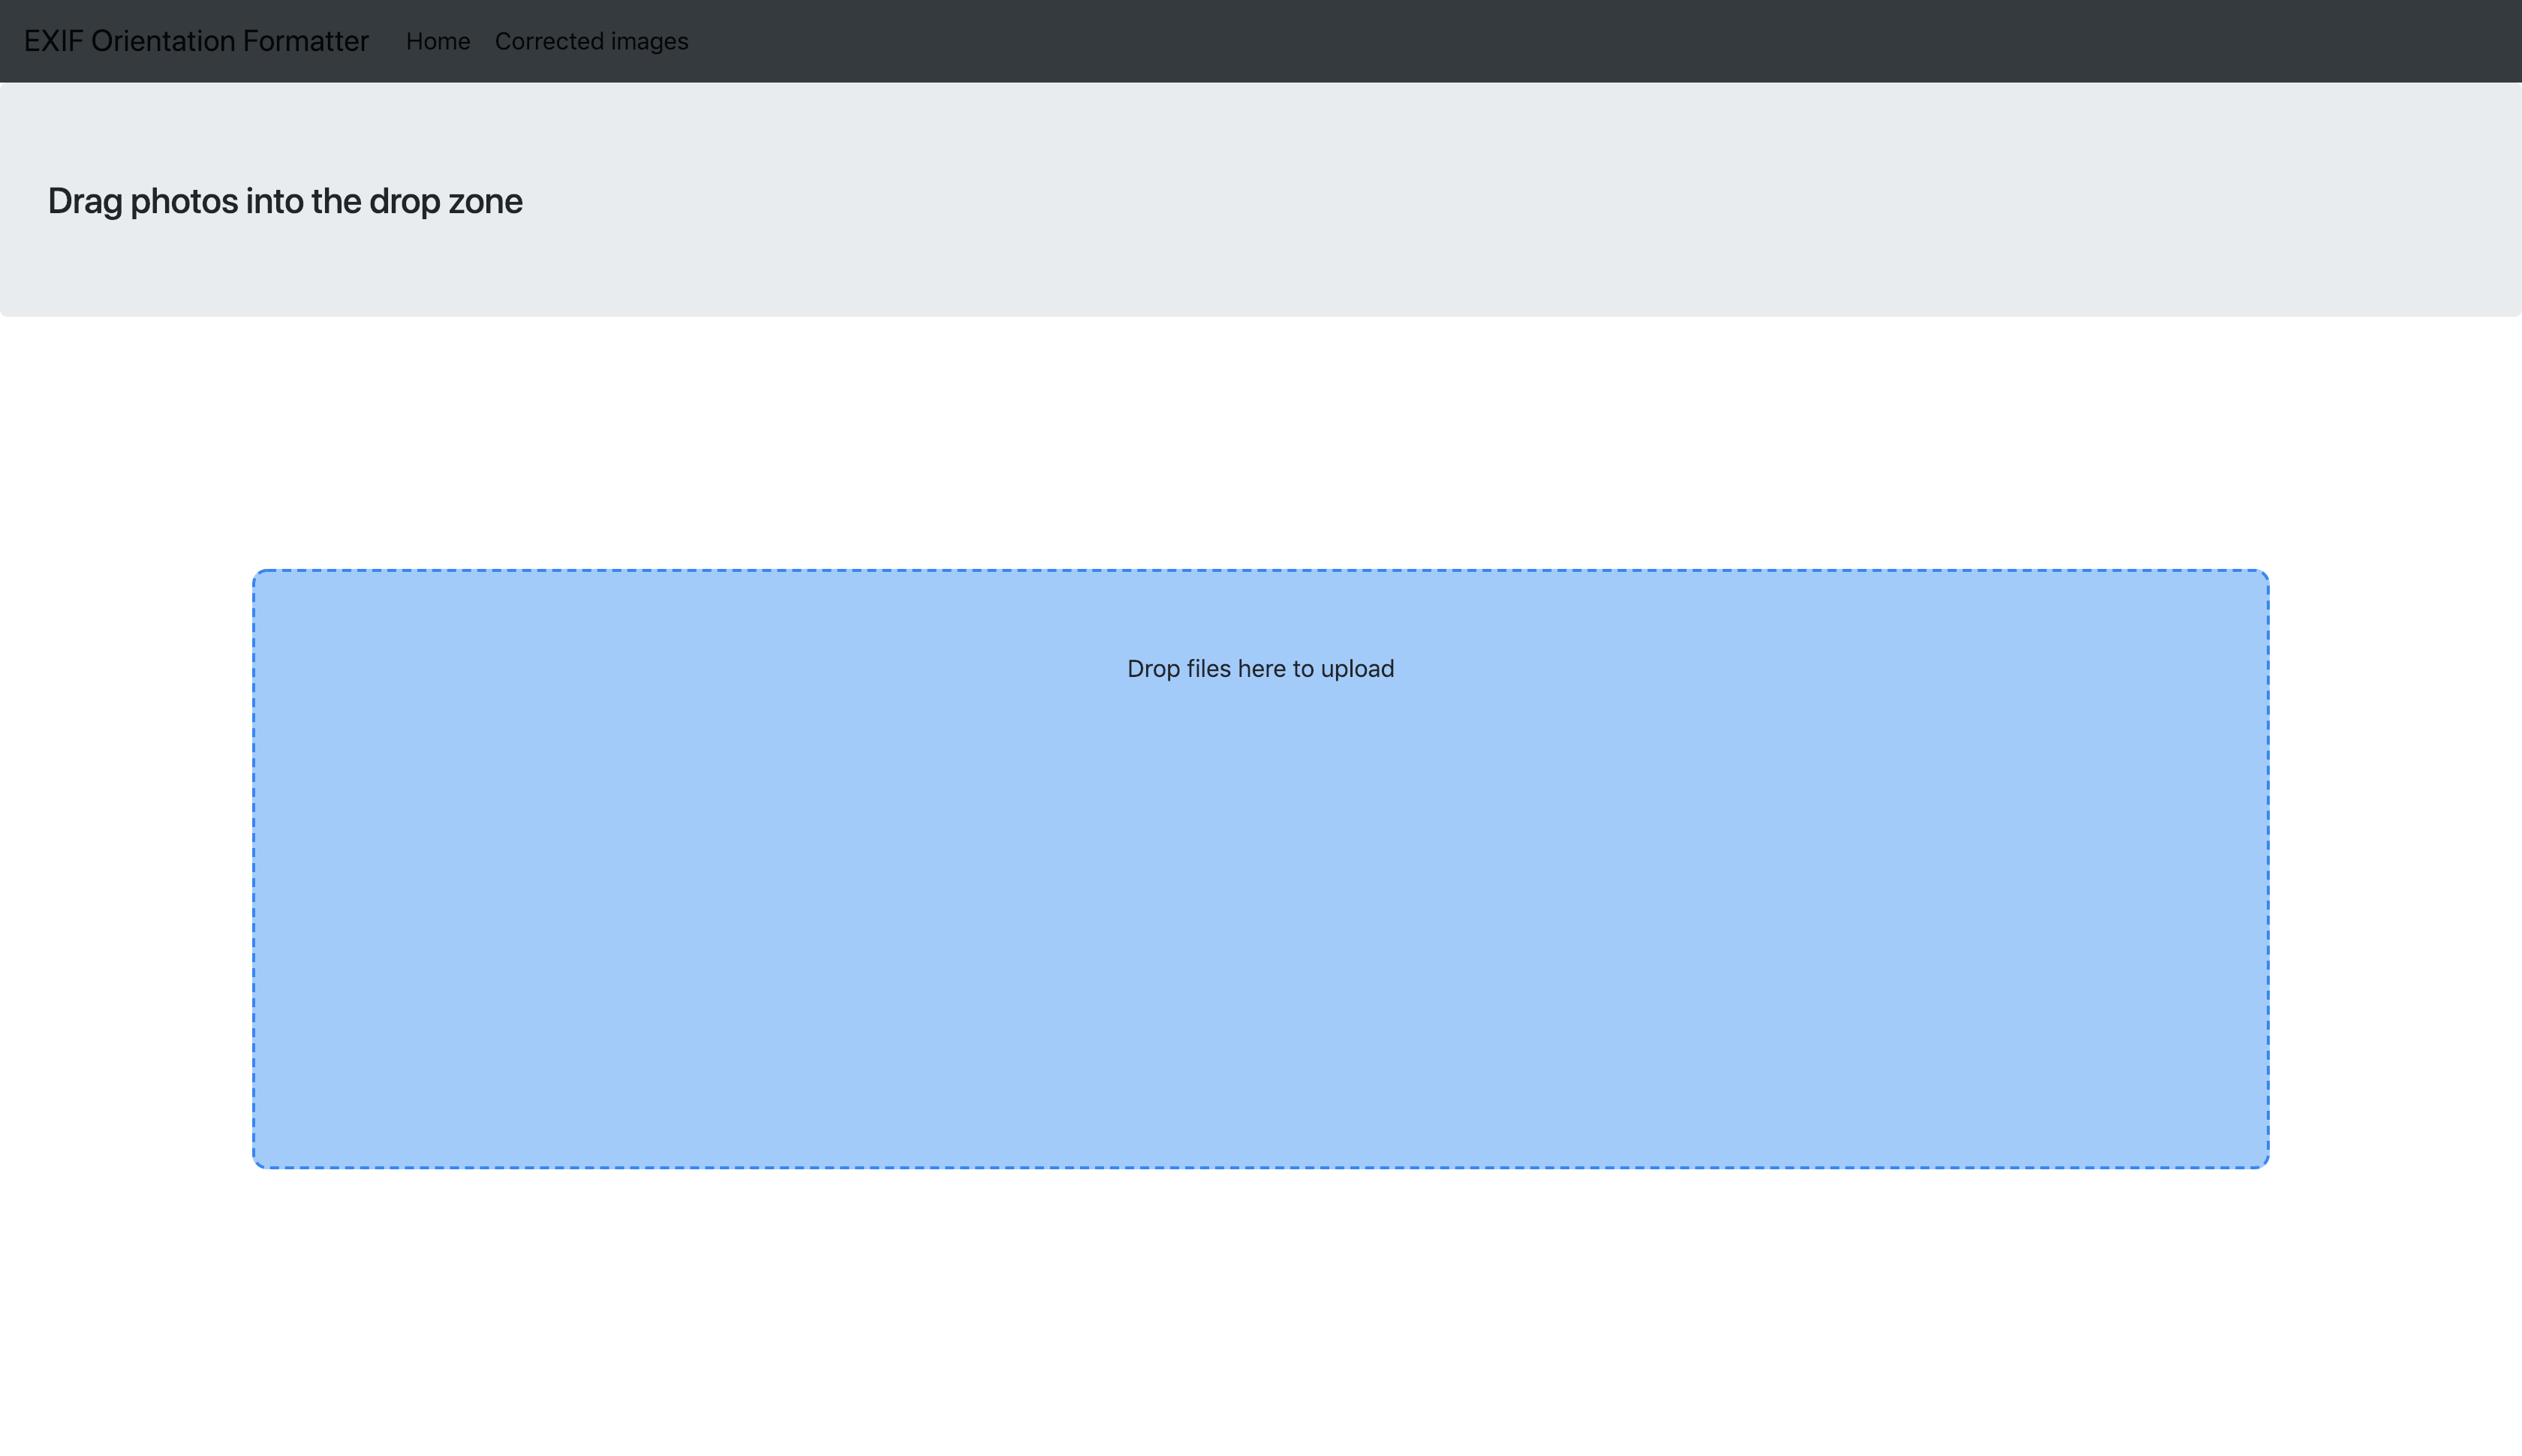 EXIF Orientation Formatter Home Corrected images
Drag photos into the drop zone
Drop files here to upload